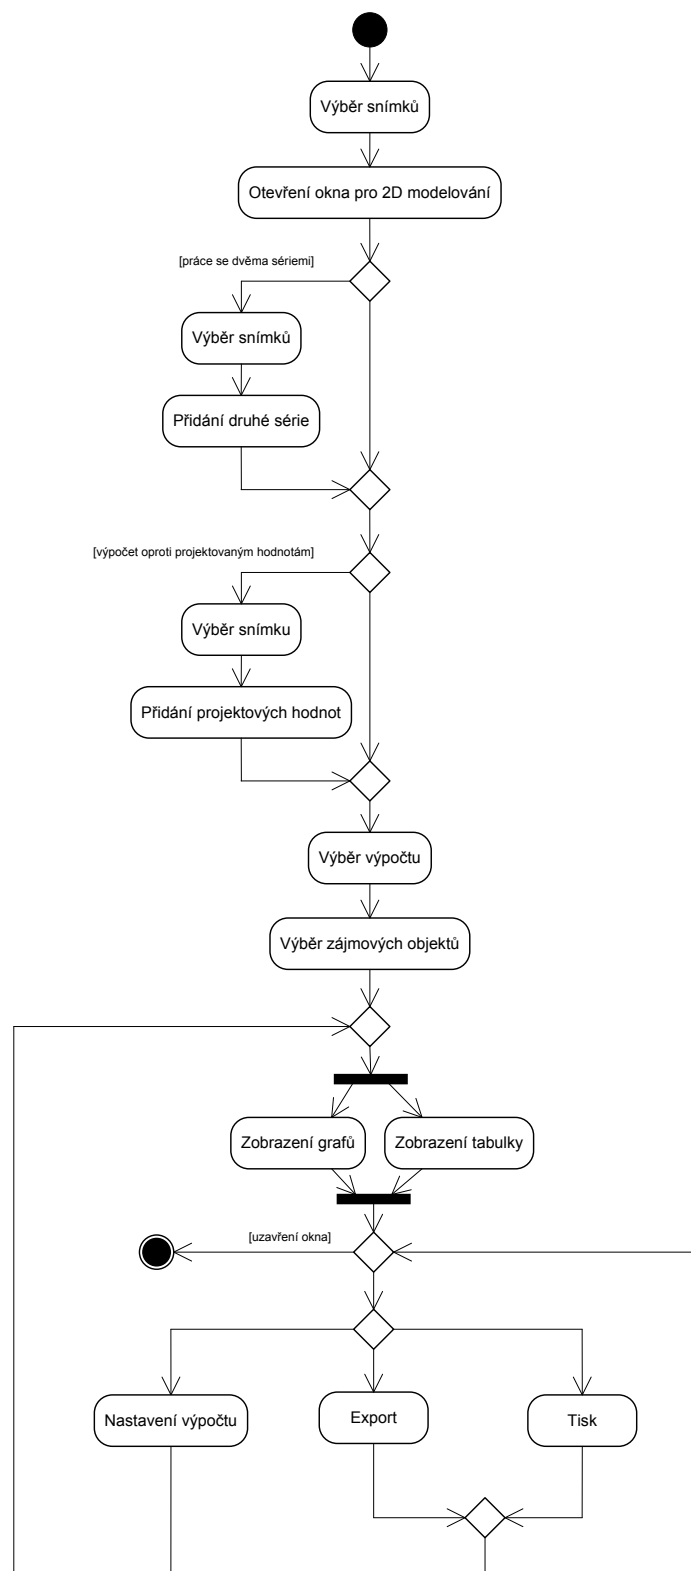 Výběr snímků
Otevření okna pro 2D modelování
[práce se dvěma sériemi]
Výběr snímků
Přidání druhé série
[výpočet oproti projektovaným hodnotám]
Výběr snímku
Přidání projektových hodnot
Výběr výpočtu
Výběr zájmových objektů
Zobrazení grafů
Zobrazení tabulky
[uzavření okna]
Nastavení výpočtu
Export
Tisk